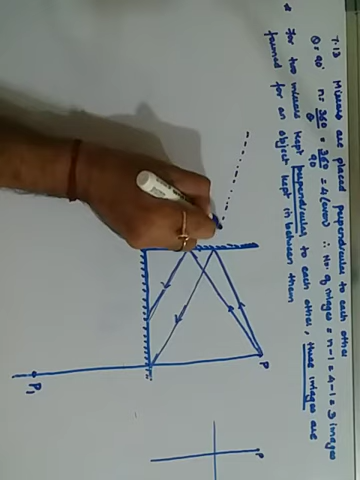 7.13 Mirrors are placed perpendicular to each other
θ = 90° n = 360/θ = 360/90 = 4 (even) ∴ No. of images = n - 1 = 4 - 1 = 3 images
* For two mirrors kept perpendicular to each other, three images are
formed for an object kept in between them
P
P
P1